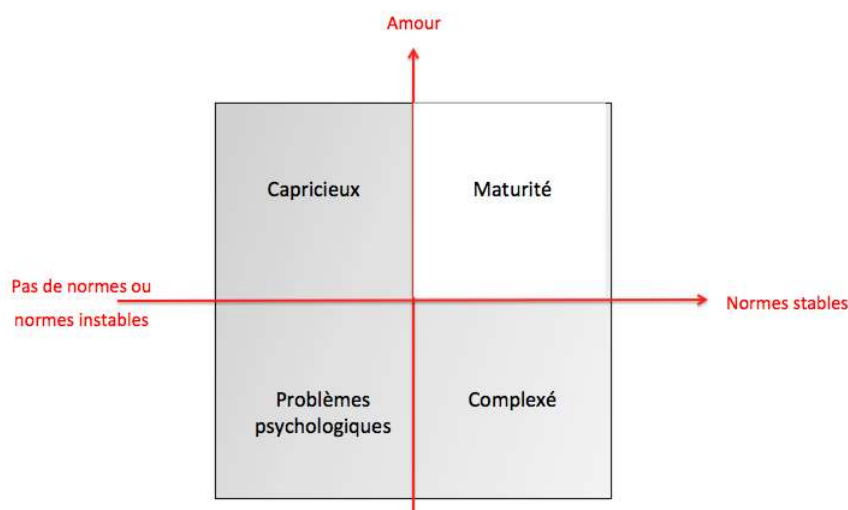 Amour
Capricieux
Maturité
Pas de normes ou
normes instables
Normes stables
Problèmes
psychologiques
Complexé